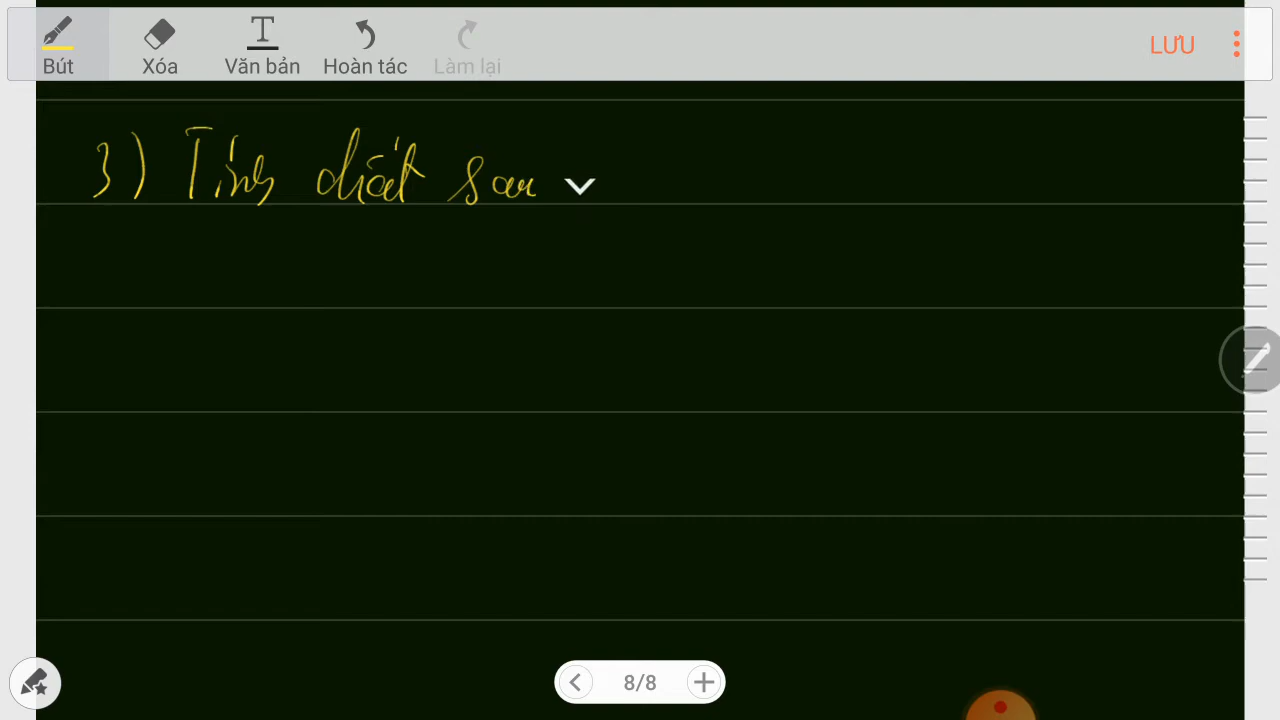 Bút Xóa Văn bản Hoàn tác Làm lại LƯU
3) Tính chất sau
8/8